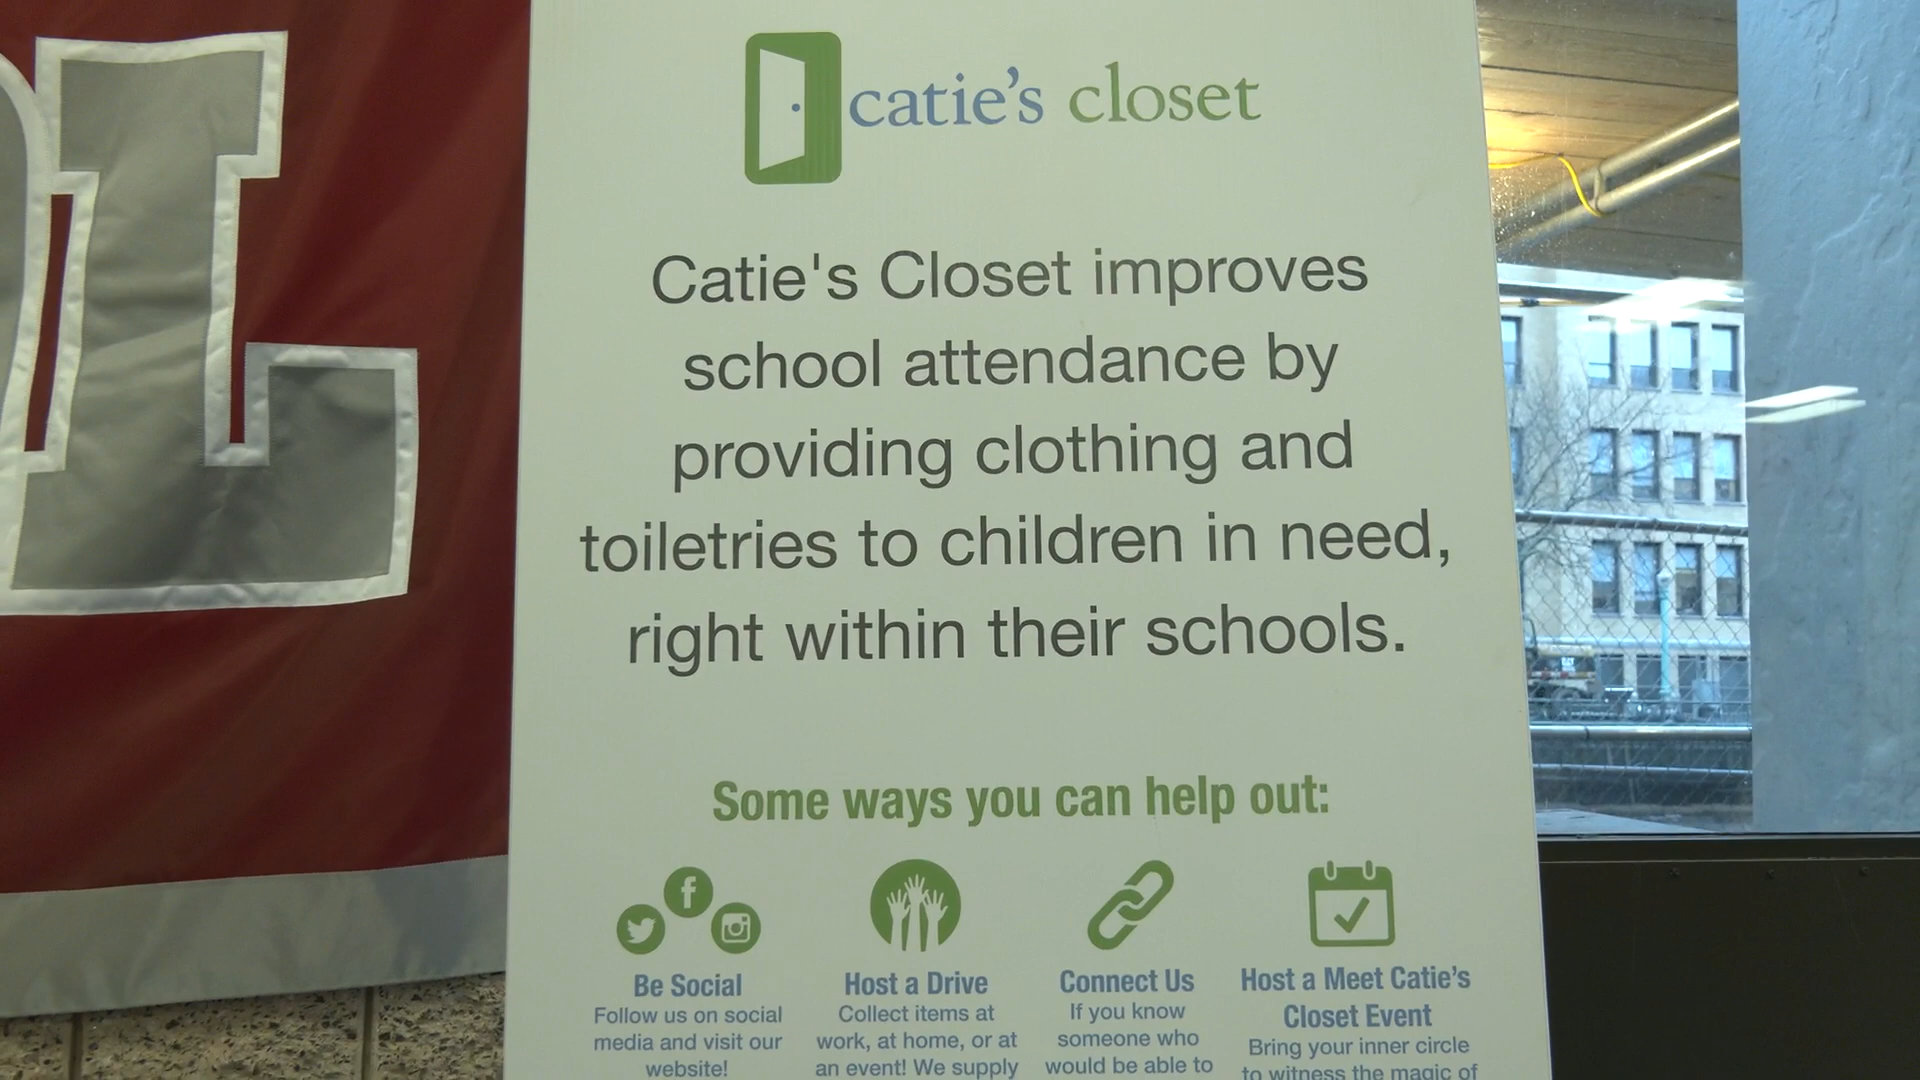 OL
catie's closet
Catie's Closet improves
school attendance by
providing clothing and
toiletries to children in need,
right within their schools.
Some ways you can help out:
Be Social
Follow us on social
media and visit our
website!
Host a Drive
Collect items at
work, at home, or at
an event! We supply
Connect Us
If you know
someone who
would be able to
Host a Meet Catie's
Closet Event
Bring your inner circle
to witness the magic of